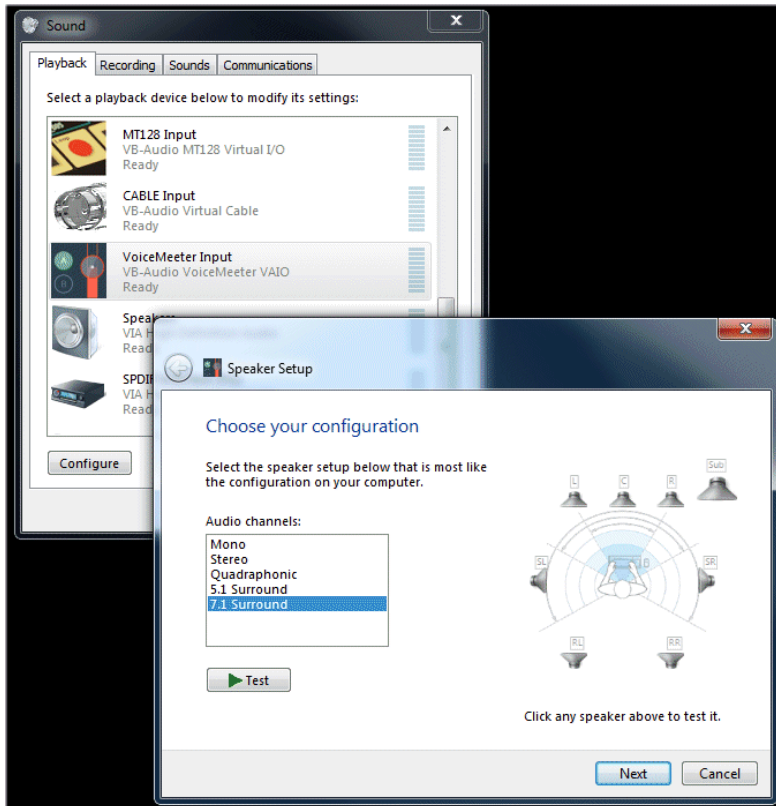 Sound
Playback Recording Sounds Communications
Select a playback device below to modify its settings:
MT128 Input
VB-Audio MT128 Virtual I/O
Ready
CABLE Input
VB-Audio Virtual Cable
Ready
VoiceMeeter Input
VB-Audio VoiceMeeter VAIO
Ready
VIA
VIA
Configure
Speaker Setup
Choose your configuration
Select the speaker setup below that is most like
the configuration on your computer.
Audio channels:
Mono
Stereo
Quadraphonic
5.1 Surround
7.1 Surround
Test
L C R Sub
SL SR
RL RR
Click any speaker above to test it.
Next Cancel